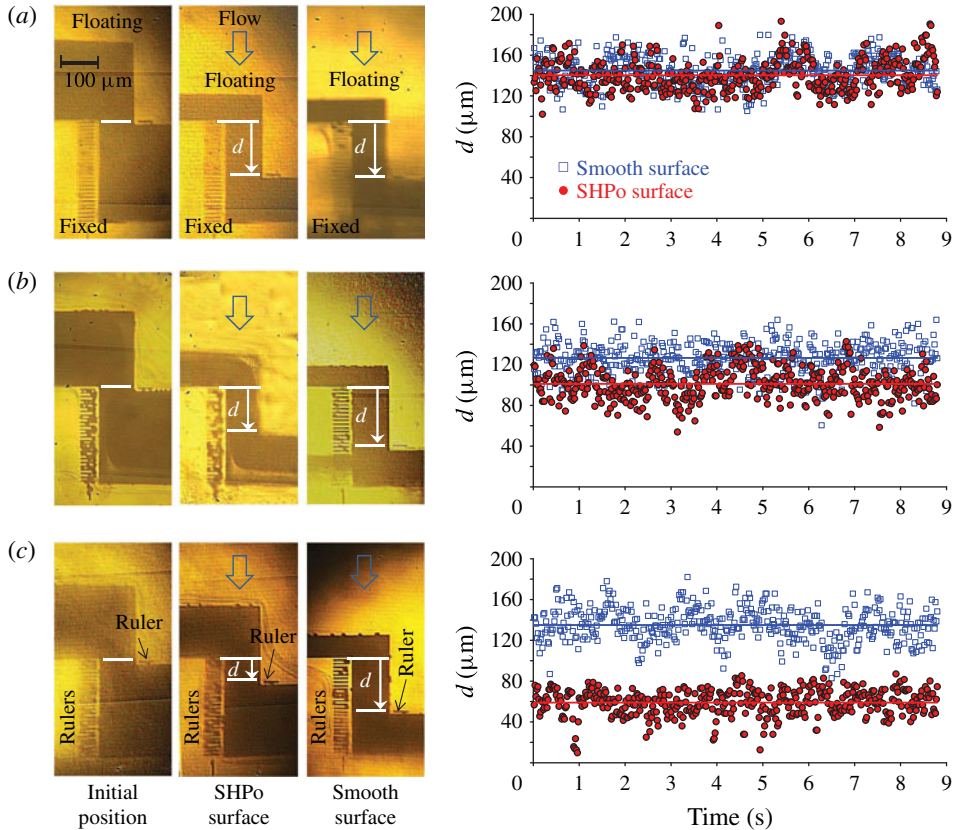 (a)
Floating
100 μm
Fixed
Flow
Floating
d
Fixed
Floating
d
Fixed
d (μm)
200
160
120
80
40
0
Smooth surface
SHPo surface
1 2 3 4 5 6 7 8 9
(b)
d
d
d (μm)
200
160
120
80
40
0
1 2 3 4 5 6 7 8 9
(c)
Ruler
Rulers
Ruler
d
Rulers
Ruler
d
Rulers
Initial
position
SHPo
surface
Smooth
surface
d (μm)
200
160
120
80
40
0
1 2 3 4 5 6 7 8 9
Time (s)